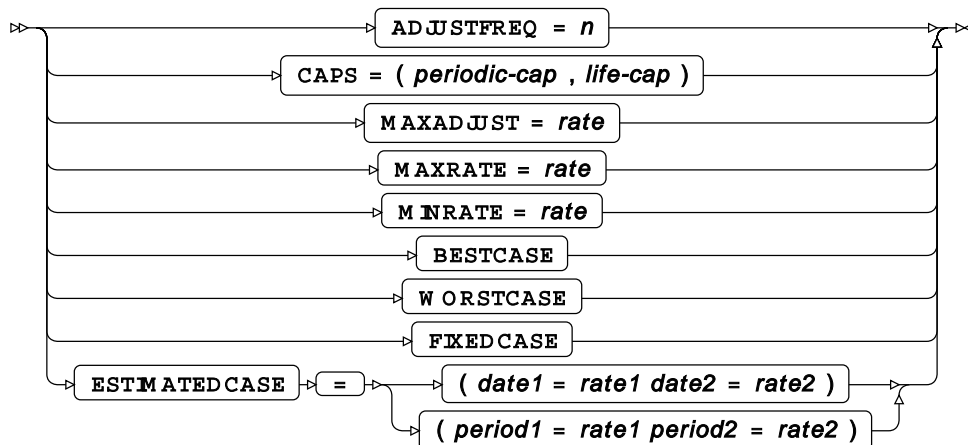 ADJUSTFREQ = n
CAPS = ( periodic-cap , life-cap )
MAXADJUST = rate
MAXRATE = rate
MINRATE = rate
BESTCASE
WORSTCASE
FIXEDCASE
ESTIMATEDCASE = ( date1 = rate1 date2 = rate2 )
( period1 = rate1 period2 = rate2 )